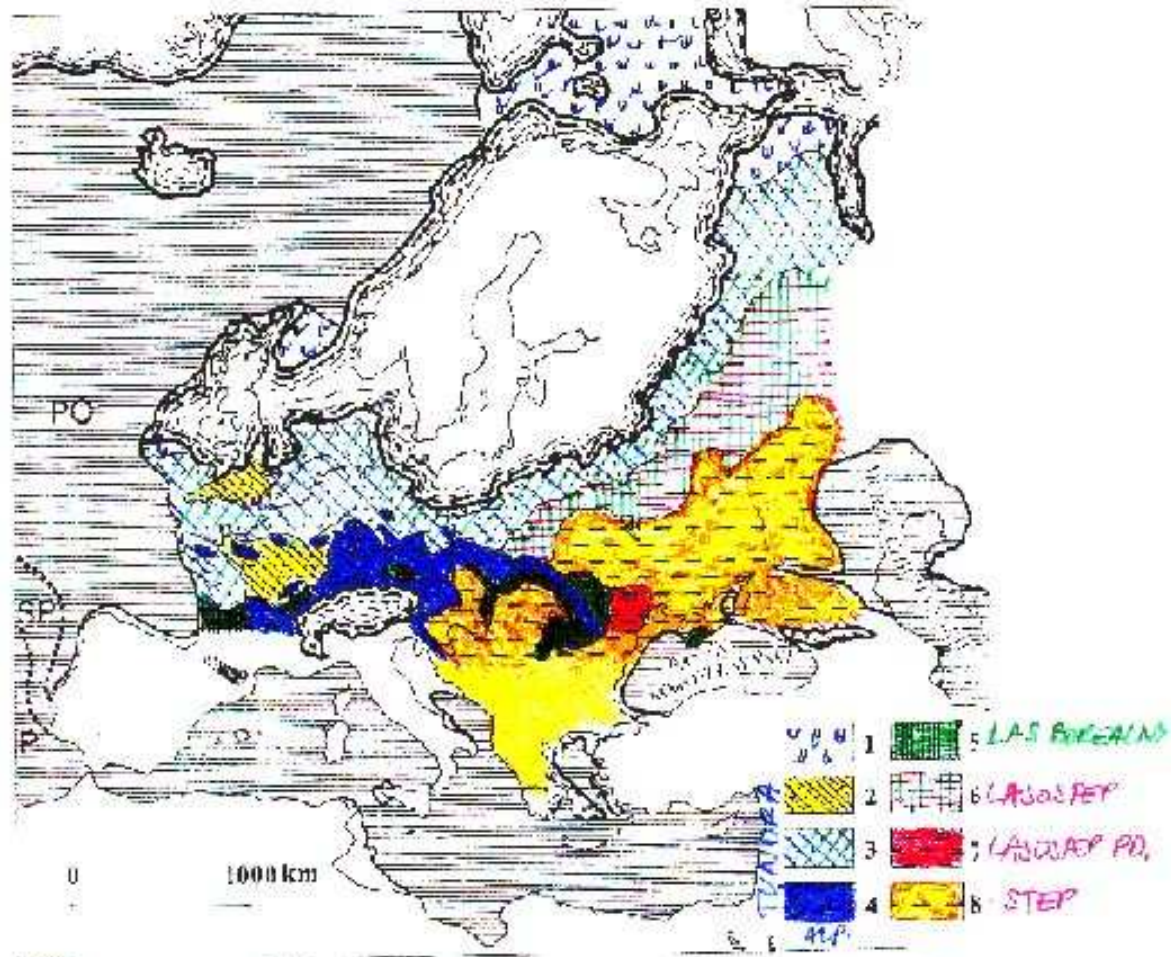 PO
SP
P
0 1000 km
TUNDRA
1
2
3
4
ALP.
5 LAS BOREALNY
6 LASOSTEP
7 LASOSTEP PD.
8 STEP